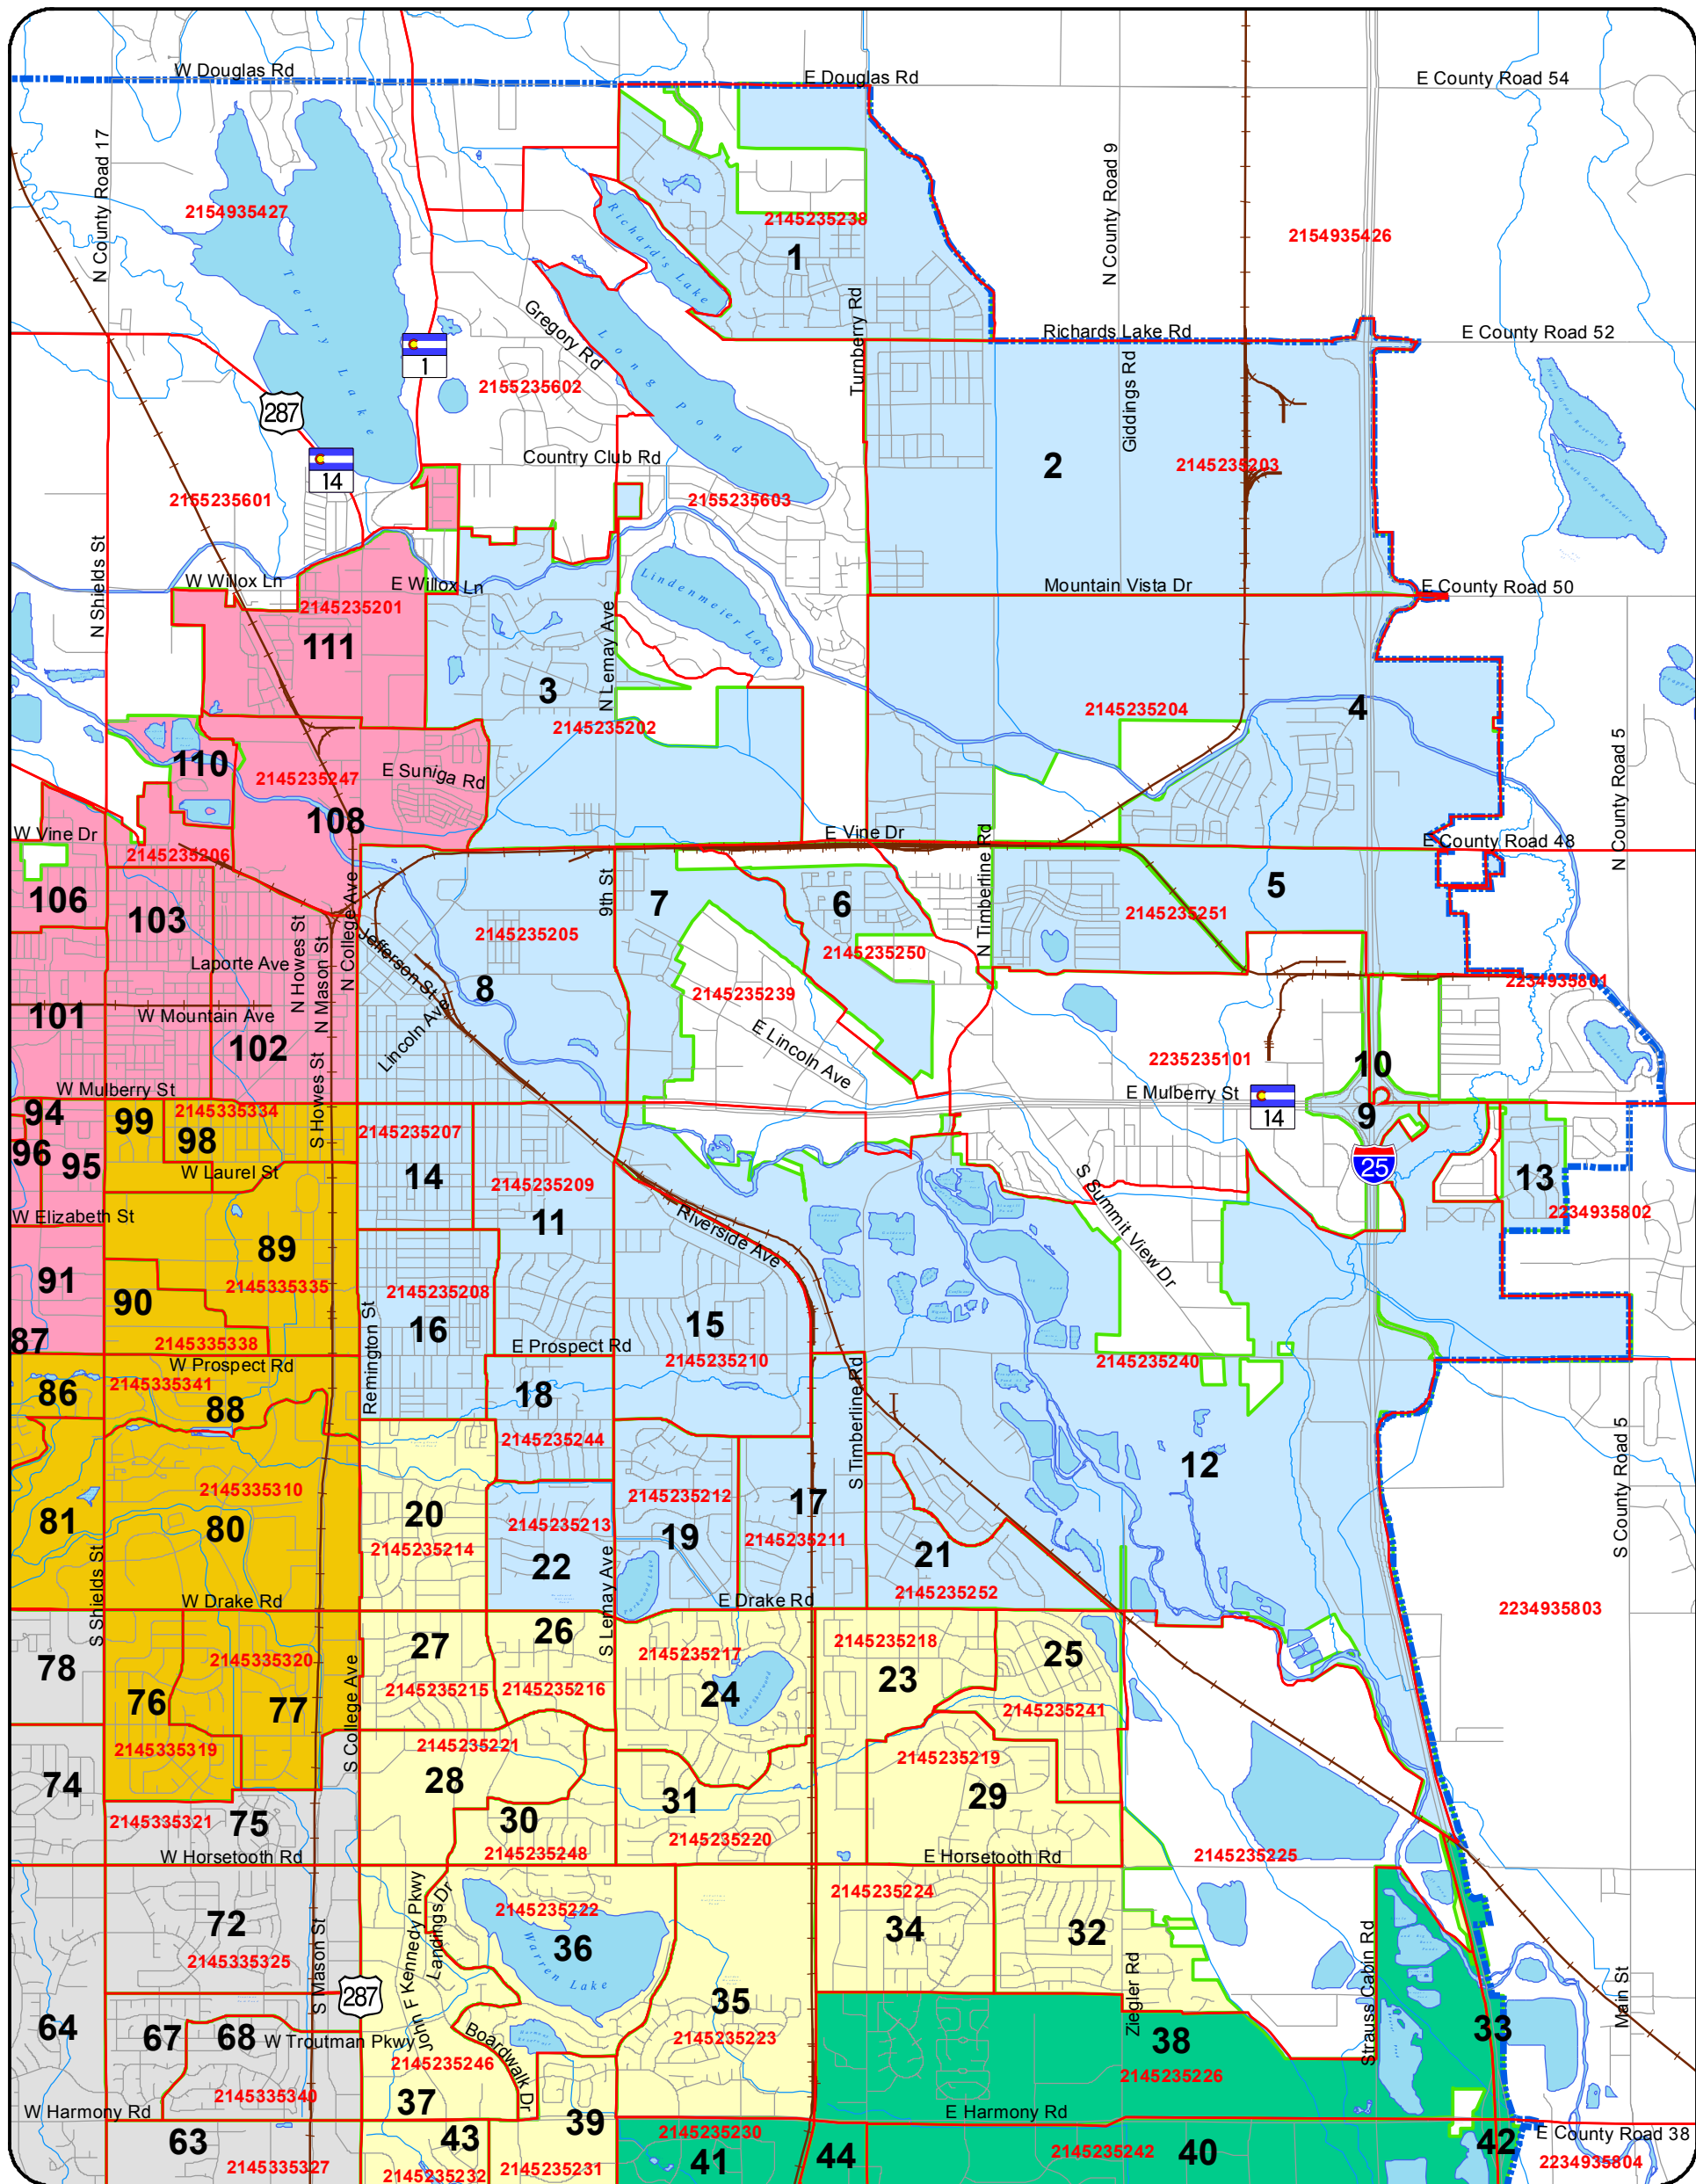 W Douglas Rd
E Douglas Rd
E County Road 54
N County Road 17
N County Road 9
2154935427
2145235238
2154935426
Richard's Lake
1
Terry Lake
Gregory Rd
Long Pond
Turnberry Rd
Richards Lake Rd
E County Road 52
1
2155235602
Giddings Rd
287
14
Country Club Rd
2
2145235203
2155235601
2155235603
N Shields St
W Willox Ln
E Willox Ln
Lindenmeier Lake
Mountain Vista Dr
E County Road 50
2145235201
111
N Lemay Ave
3
2145235202
2145235204
4
N County Road 5
110
2145235247
E Suniga Rd
108
W Vine Dr
E Vine Dr
E County Road 48
2145235206
N Timberline Rd
106
103
N College Ave
9th St
7
6
5
2145235251
N Howes St
N Mason St
Jefferson St
2145235205
2145235250
Laporte Ave
8
2145235239
2234935801
101
W Mountain Ave
Lincoln Ave
E Lincoln Ave
102
2235235101
10
W Mulberry St
E Mulberry St
14
94
99
2145335334
S Howes St
2145235207
9
96
95
98
W Laurel St
14
2145235209
S Summit View Dr
25
13
W Elizabeth St
11
Riverside Ave
2234935802
89
91
90
2145335335
2145235208
16
15
87
2145335338
Remington St
E Prospect Rd
2145235210
2145235240
W Prospect Rd
86
2145335341
88
18
S Timberline Rd
2145235244
12
S County Road 5
2145335310
2145235212
17
81
80
20
2145235213
19
2145235211
2145235214
22
21
S Shields St
S Lemay Ave
2145235252
W Drake Rd
E Drake Rd
2234935803
78
2145335320
27
26
2145235217
2145235218
25
76
77
2145235215
2145235216
24
Lake Sherwood
23
2145235241
2145335319
S College Ave
2145235221
2145235219
74
28
31
29
2145335321
75
30
2145235220
W Horsetooth Rd
2145235248
E Horsetooth Rd
2145235225
72
John F Kennedy Pkwy
Landings Dr
2145235222
2145235224
2145335325
S Mason St
36
Warren Lake
34
32
Ziegler Rd
Strauss Cabin Rd
Main St
287
35
64
67
68
W Troutman Pkwy
Boardwalk Dr
2145235223
38
33
2145235246
2145235226
2145335340
37
W Harmony Rd
39
E Harmony Rd
63
43
2145235230
E County Road 38
2145335327
2145235232
2145235231
41
44
2145235242
40
42
2234935804